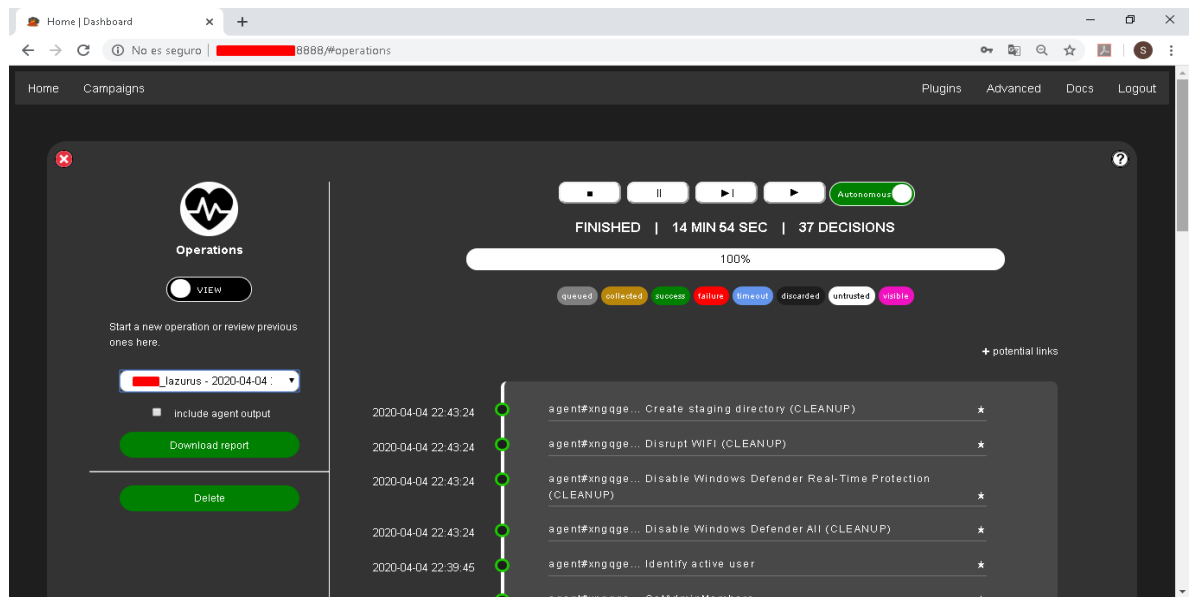 Home | Dashboard
No es seguro | 8888/#operations
S
Home Campaigns Plugins Advanced Docs Logout
?
Autonomous
Operations
FINISHED | 14 MIN 54 SEC | 37 DECISIONS
100%
VIEW
queued collected success failure timeout discarded untrusted visible
Start a new operation or review previous
ones here.
+ potential links
_lazurus - 2020-04-04
include agent output
Download report
Delete
2020-04-04 22:43:24 agent#xngqge... Create staging directory (CLEANUP)
2020-04-04 22:43:24 agent#xngqge... Disrupt WIFI (CLEANUP)
2020-04-04 22:43:24 agent#xngqge... Disable Windows Defender Real-Time Protection
(CLEANUP)
2020-04-04 22:43:24 agent#xngqge... Disable Windows Defender All (CLEANUP)
2020-04-04 22:39:45 agent#xngqge... Identify active user